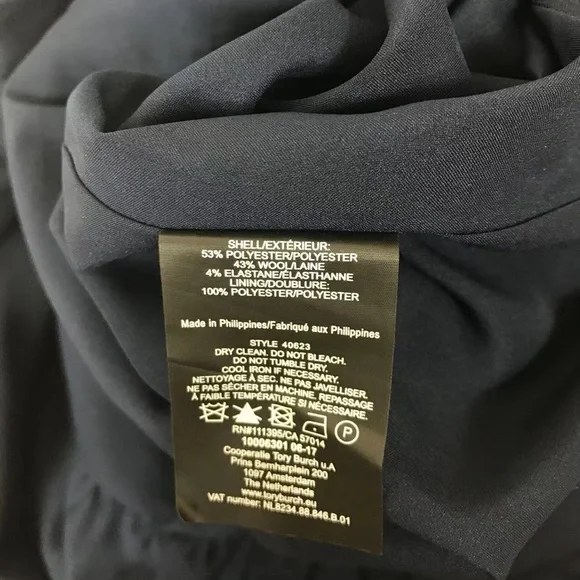 SHELL/EXTÉRIEUR:
53% POLYESTER/POLYESTER
43% WOOL/LAINE
4% ELASTANE/ÉLASTHANNE
LINING/DOUBLURE:
100% POLYESTER/POLYESTER
Made in Philippines/Fabriqué aux Philippines
STYLE 40623
DRY CLEAN. DO NOT BLEACH.
DO NOT TUMBLE DRY.
COOL IRON IF NECESSARY.
NETTOYAGE À SEC. NE PAS JAVELLISER.
NE PAS SÉCHER EN MACHINE. REPASSAGE
À FAIBLE TEMPÉRATURE SI NÉCESSAIRE.
P
RN#111395/CA 57014
10006301 06-17
Cooperatie Tory Burch u.A
Prins Bernharplein 200
1097 Amsterdam
The Netherlands
www.toryburch.eu
VAT number: NL8234.88.846.B.01